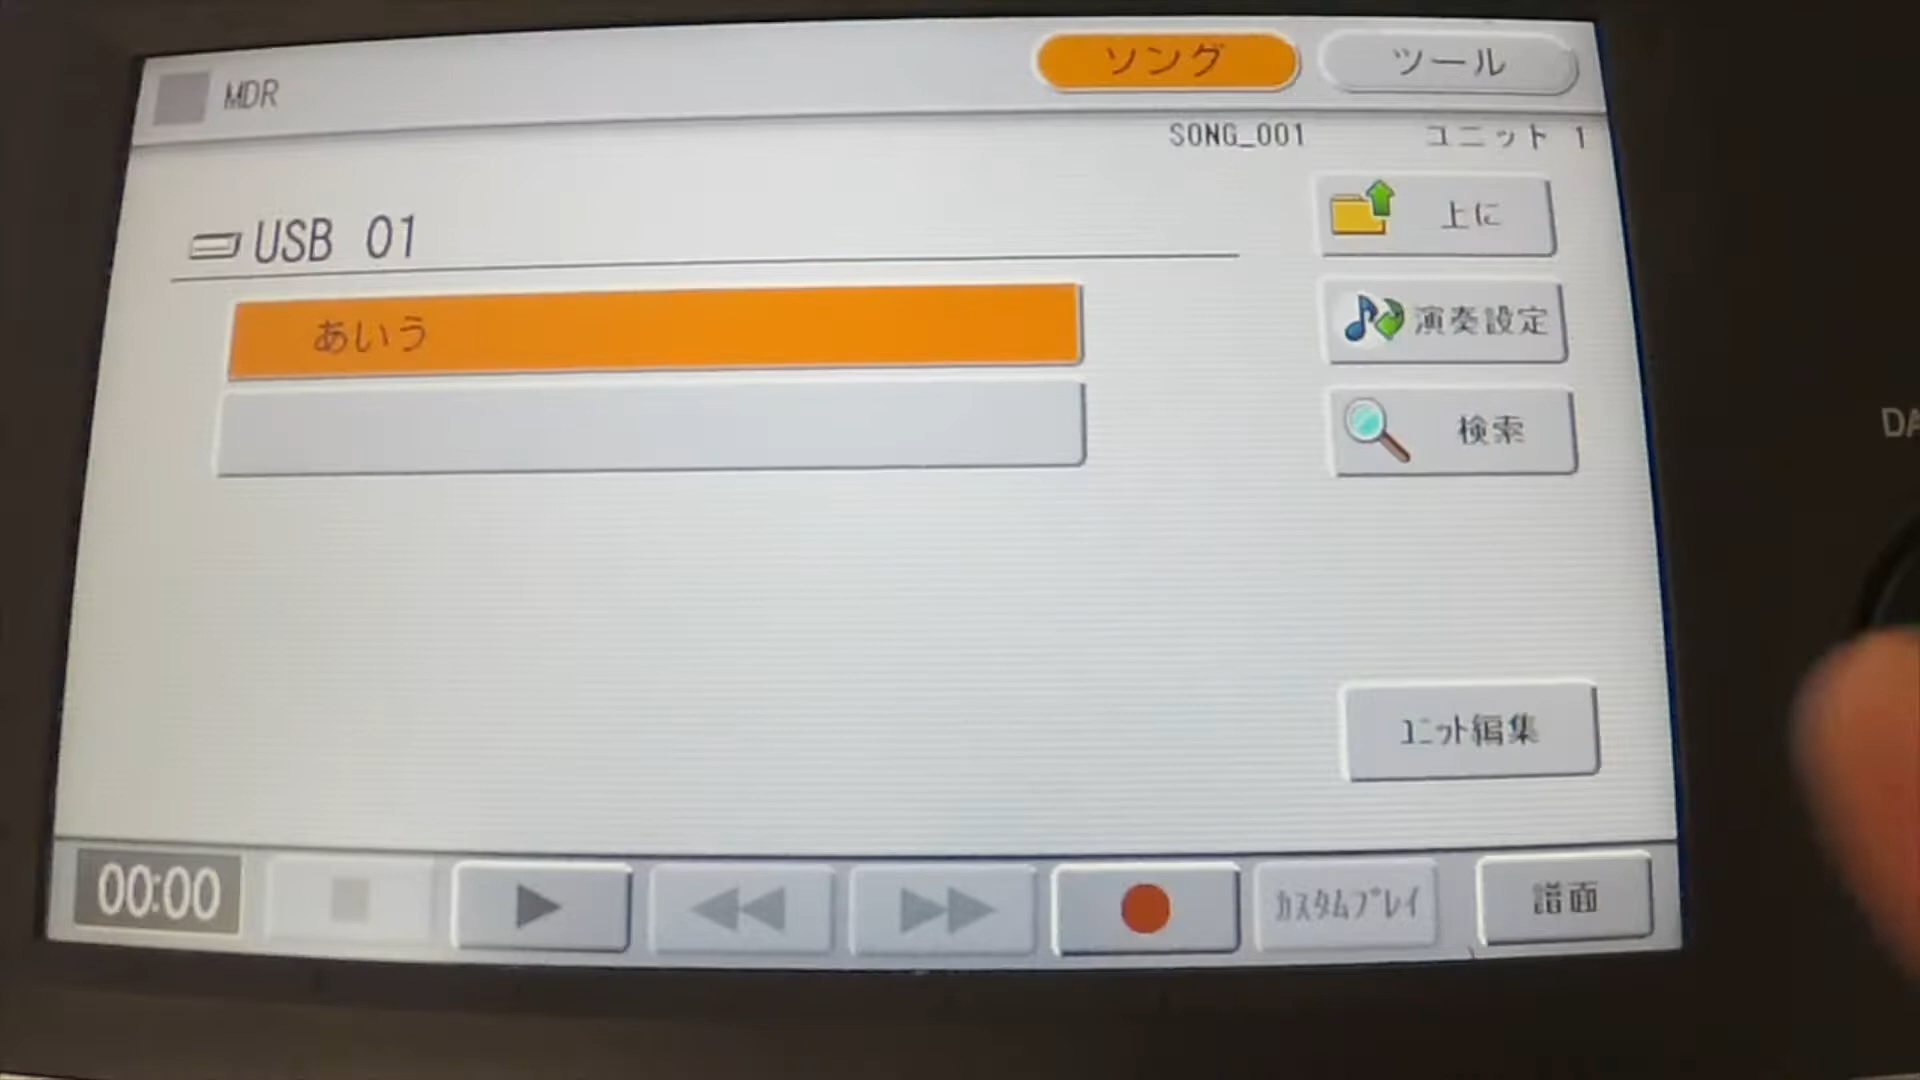 MDR
ソング
ツール
SONG_001
ユニット 1
USB 01
上に
あいう
演奏設定
検索
ﾕﾆｯﾄ編集
00:00
ｶｽﾀﾑﾌﾟﾚｲ
譜面
DA